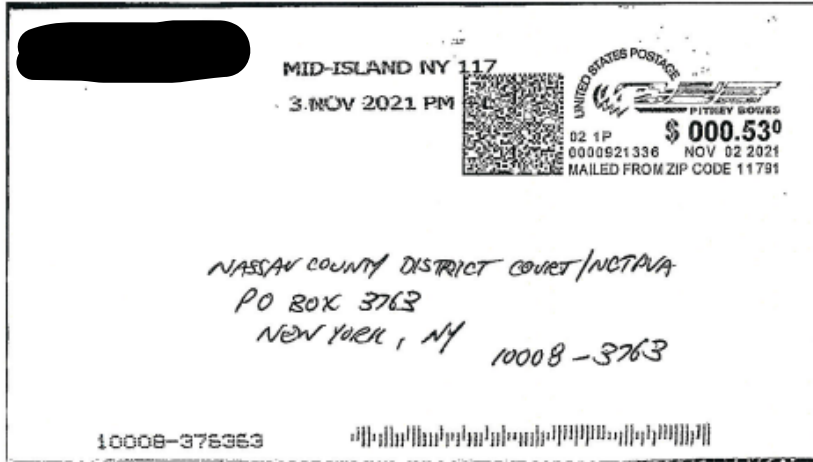 MID-ISLAND NY 117
3 NOV 2021 PM
UNITED STATES POSTAGE
PITNEY BOWES
02 1P $ 000.53⁰
0000921336 NOV 02 2021
MAILED FROM ZIP CODE 11791
NASSAU COUNTY DISTRICT COURT/NCTPVA
PO BOX 3763
NEW YORK, NY 10008-3763
10008-376363